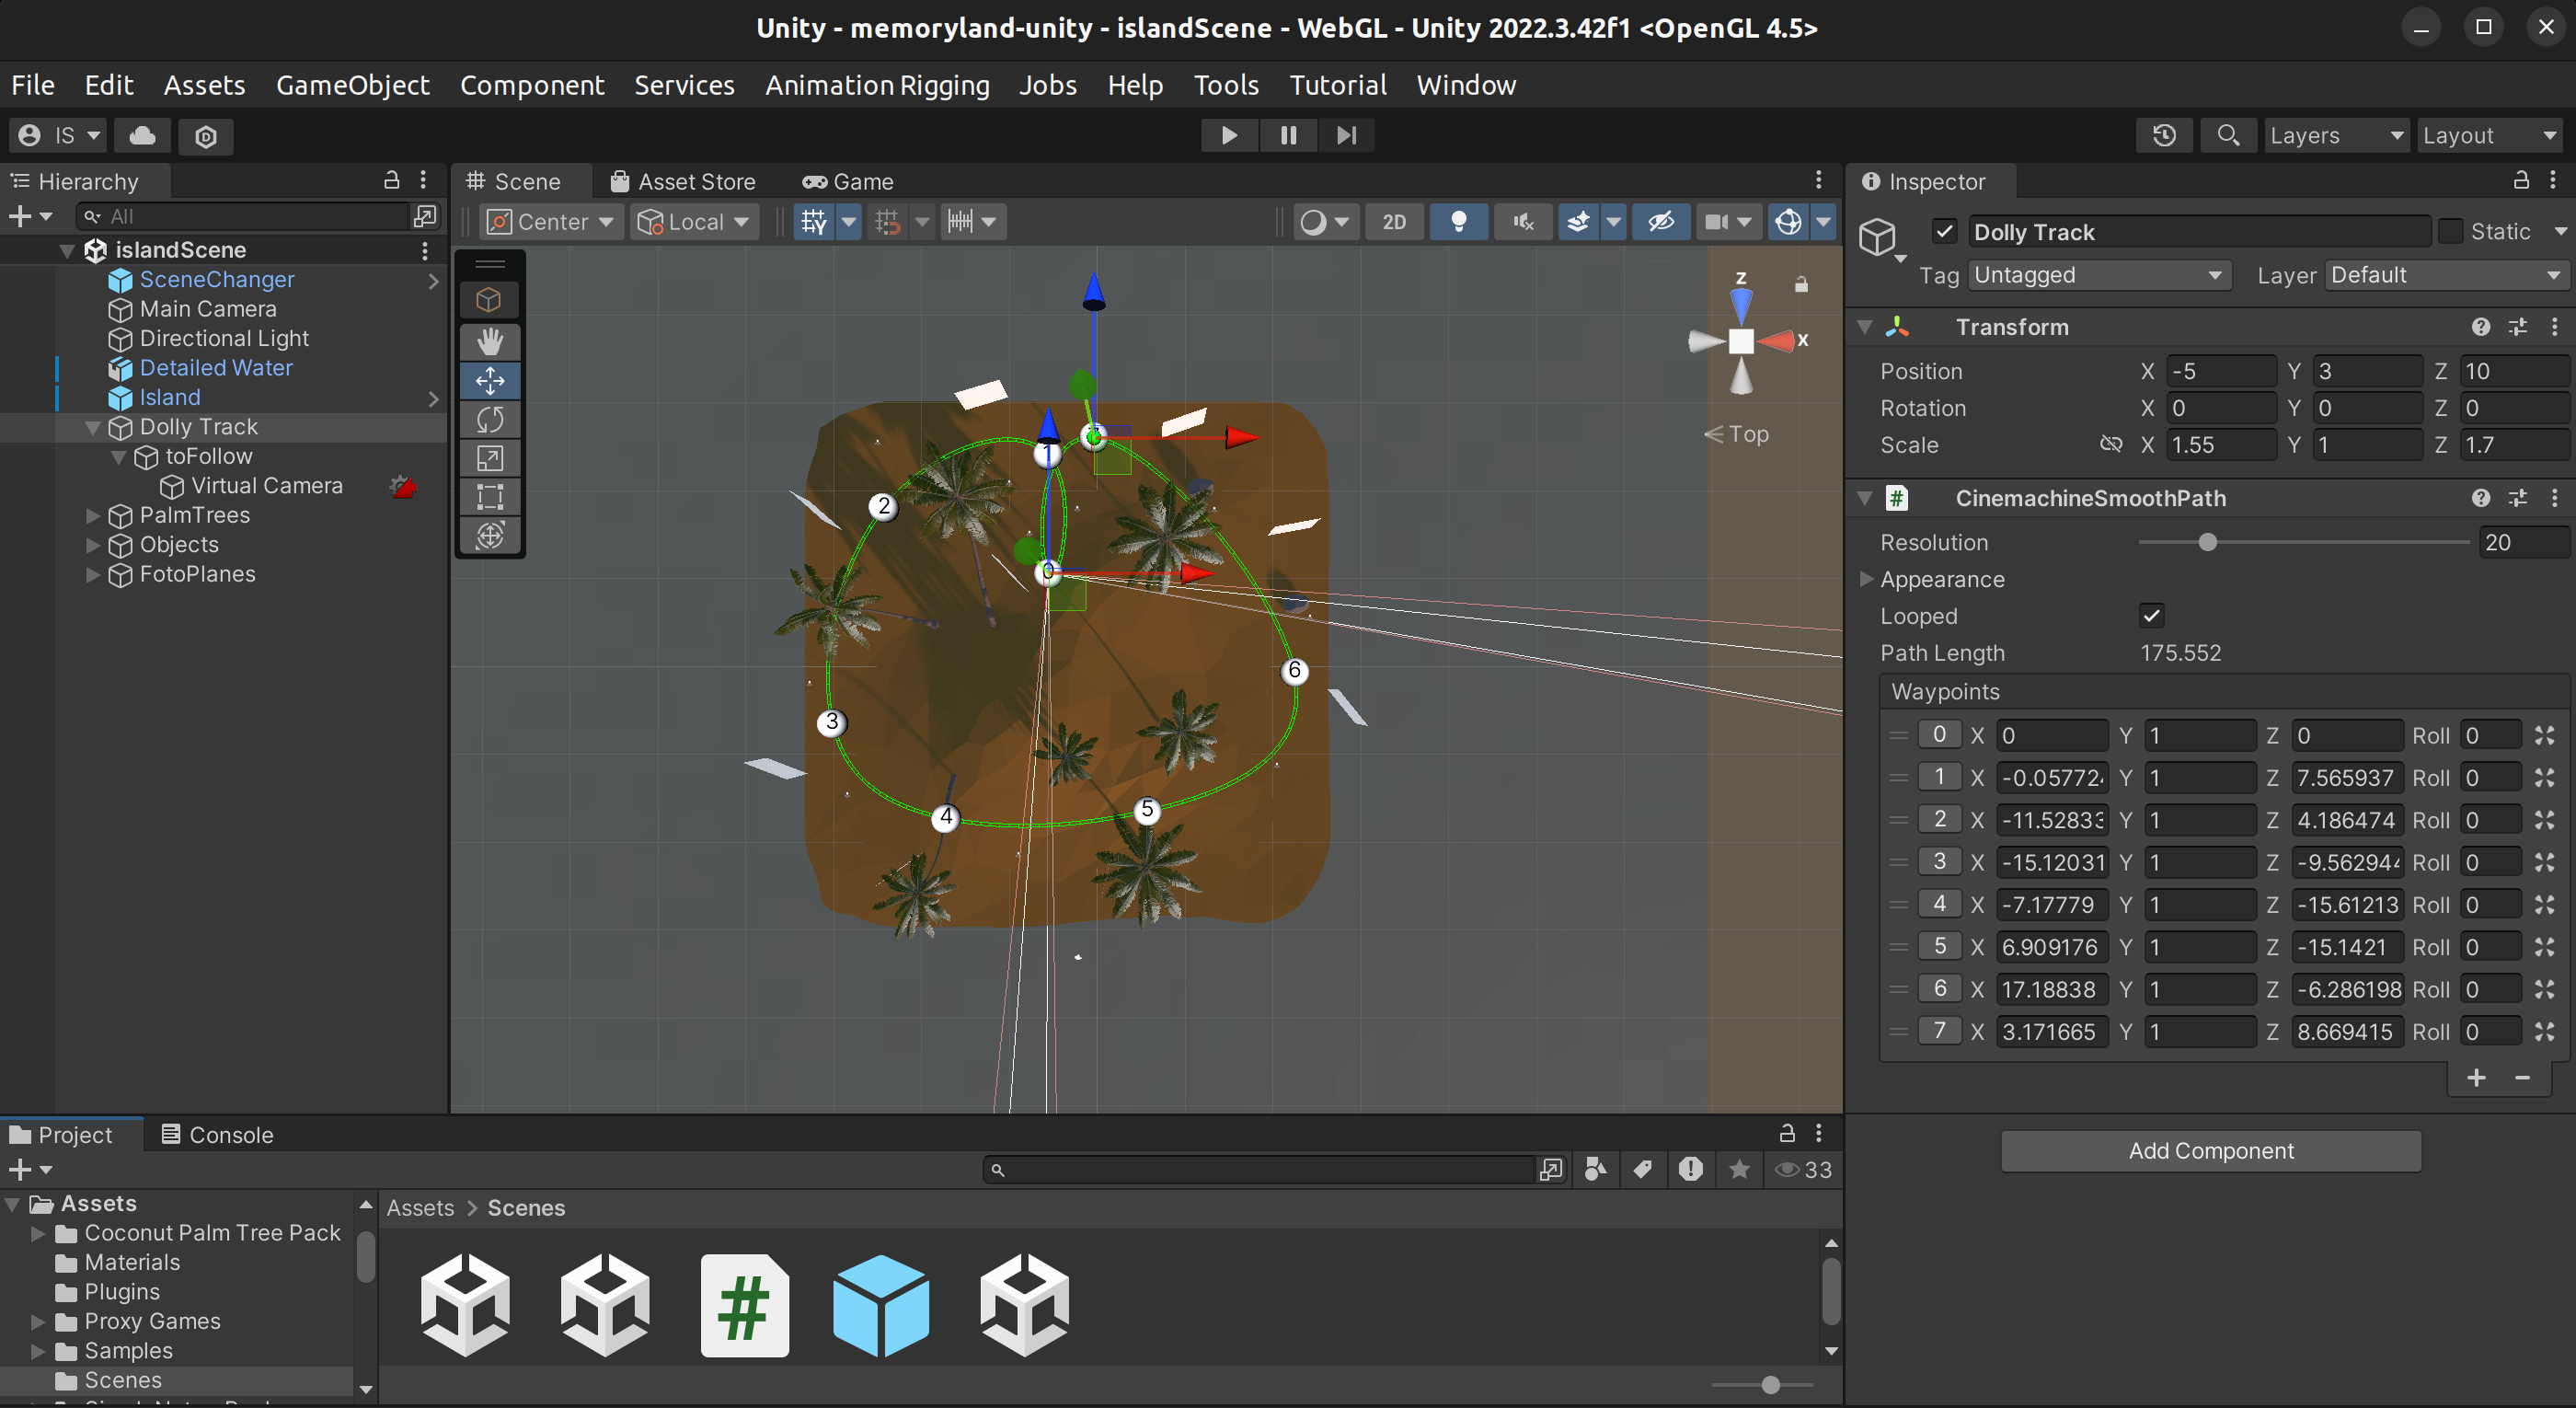 Unity - memoryland-unity - islandScene - WebGL - Unity 2022.3.42f1 <OpenGL 4.5>
File Edit Assets GameObject Component Services Animation Rigging Jobs Help Tools Tutorial Window
IS Layers Layout
Hierarchy
All
islandScene
SceneChanger
Main Camera
Directional Light
Detailed Water
Island
Dolly Track
toFollow
Virtual Camera
PalmTrees
Objects
FotoPlanes
Scene Asset Store Game
Center Local 2D
z
x
Top
1
2
0
6
3
4
5
Inspector
Dolly Track Static
Tag Untagged Layer Default
Transform
Position X -5 Y 3 Z 10
Rotation X 0 Y 0 Z 0
Scale X 1.55 Y 1 Z 1.7
# CinemachineSmoothPath
Resolution 20
Appearance
Looped
Path Length 175.552
Waypoints
0 X 0 Y 1 Z 0 Roll 0
1 X -0.05772 Y 1 Z 7.565937 Roll 0
2 X -11.52833 Y 1 Z 4.186474 Roll 0
3 X -15.12031 Y 1 Z -9.56294 Roll 0
4 X -7.17779 Y 1 Z -15.61213 Roll 0
5 X 6.909176 Y 1 Z -15.1421 Roll 0
6 X 17.18838 Y 1 Z -6.286198 Roll 0
7 X 3.171665 Y 1 Z 8.669415 Roll 0
Add Component
Project Console
33
Assets
Coconut Palm Tree Pack
Materials
Plugins
Proxy Games
Samples
Scenes
Assets > Scenes
#